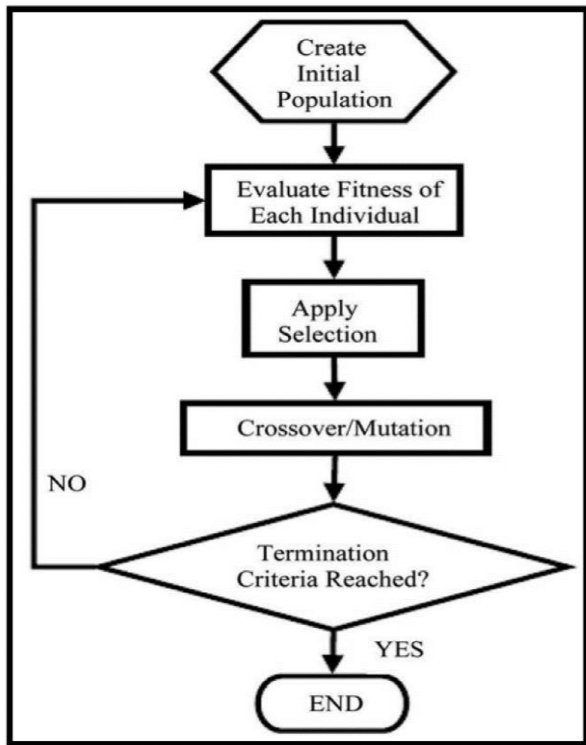 Create
Initial
Population
Evaluate Fitness of
Each Individual
Apply
Selection
Crossover/Mutation
NO
Termination
Criteria Reached?
YES
END